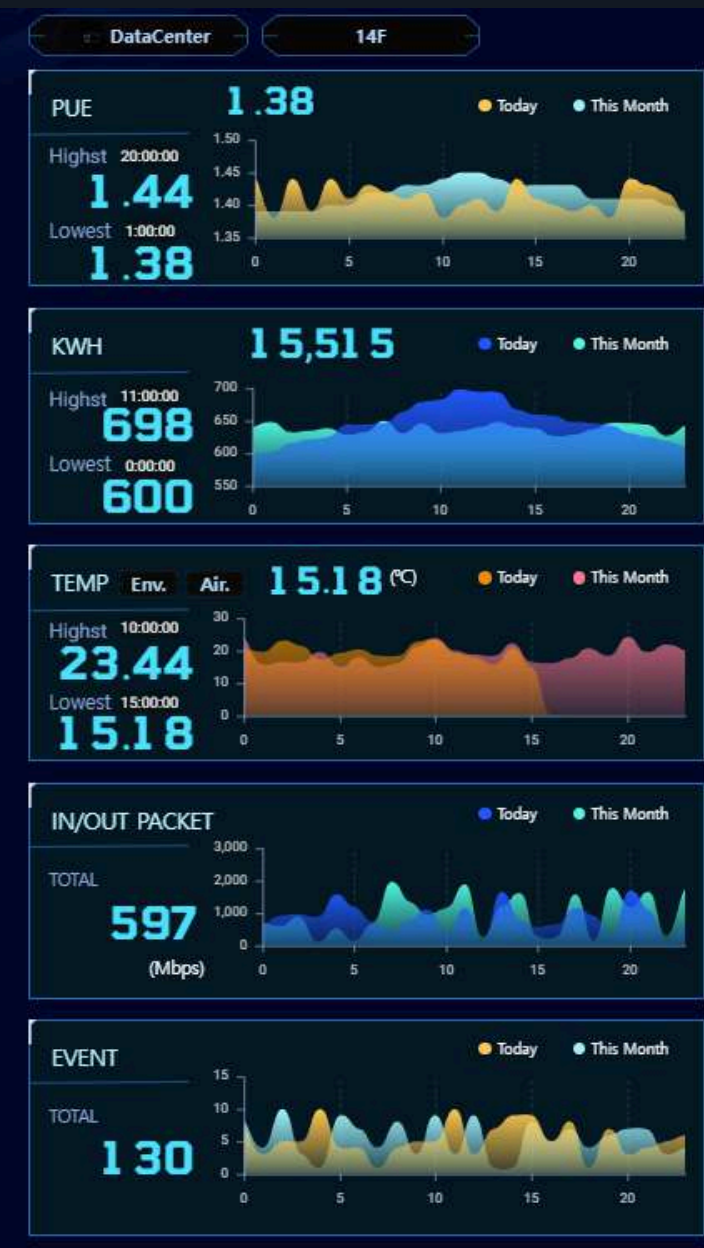 DataCenter 14F
PUE 1.38 Today This Month
Highst 20:00:00
1.44
Lowest 1:00:00
1.38
1.50
1.45
1.40
1.35
0 5 10 15 20
KWH 15,515 Today This Month
Highst 11:00:00
698
Lowest 0:00:00
600
700
650
600
550
0 5 10 15 20
TEMP Env. Air. 15.18 (℃) Today This Month
Highst 10:00:00
23.44
Lowest 15:00:00
15.18
30
20
10
0
0 5 10 15 20
IN/OUT PACKET Today This Month
TOTAL
597
(Mbps)
3,000
2,000
1,000
0
0 5 10 15 20
EVENT Today This Month
TOTAL
130
15
10
5
0
0 5 10 15 20